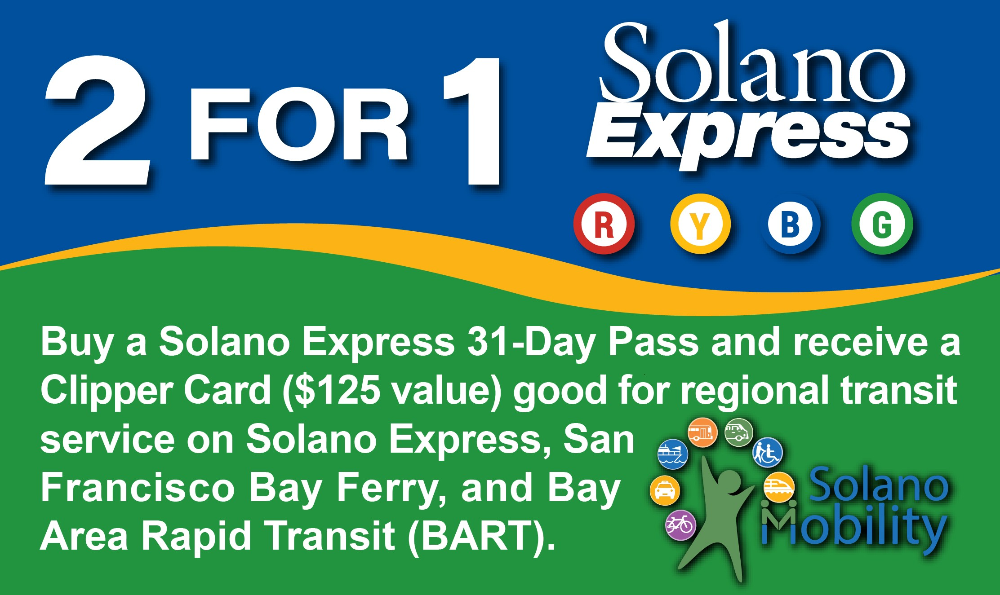 2 FOR 1
Solano
Express
R Y B G
Buy a Solano Express 31-Day Pass and receive a
Clipper Card ($125 value) good for regional transit
service on Solano Express, San
Francisco Bay Ferry, and Bay
Area Rapid Transit (BART).
Solano
Mobility